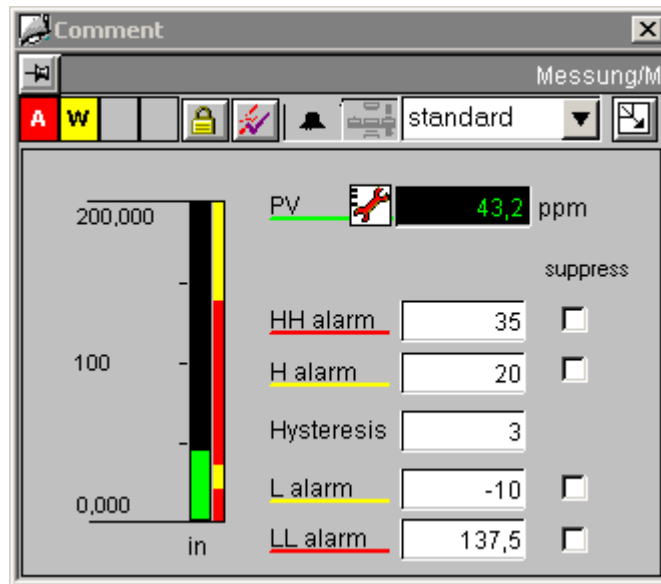 Comment
Messung/M
A W standard
200,000
PV 43,2 ppm
suppress
HH alarm 35
100
H alarm 20
Hysteresis 3
L alarm -10
0,000
LL alarm 137,5
in